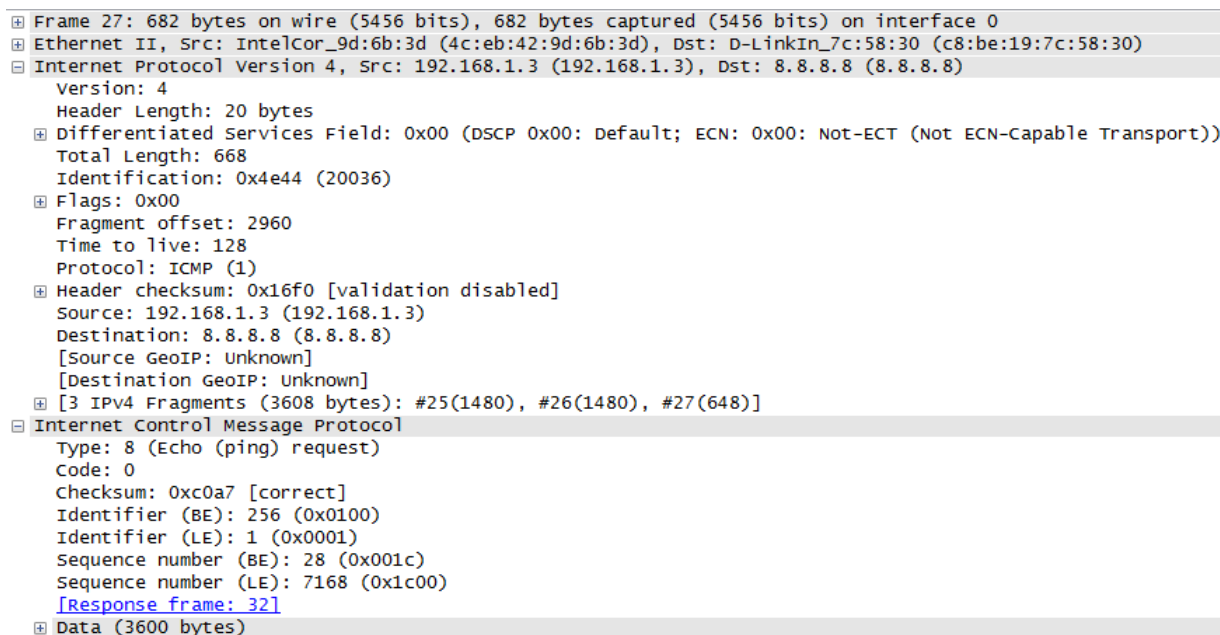 Frame 27: 682 bytes on wire (5456 bits), 682 bytes captured (5456 bits) on interface 0
Ethernet II, Src: IntelCor_9d:6b:3d (4c:eb:42:9d:6b:3d), Dst: D-LinkIn_7c:58:30 (c8:be:19:7c:58:30)
Internet Protocol Version 4, Src: 192.168.1.3 (192.168.1.3), Dst: 8.8.8.8 (8.8.8.8)
Version: 4
Header Length: 20 bytes
Differentiated Services Field: 0x00 (DSCP 0x00: Default; ECN: 0x00: Not-ECT (Not ECN-Capable Transport))
Total Length: 668
Identification: 0x4e44 (20036)
Flags: 0x00
Fragment offset: 2960
Time to live: 128
Protocol: ICMP (1)
Header checksum: 0x16f0 [validation disabled]
Source: 192.168.1.3 (192.168.1.3)
Destination: 8.8.8.8 (8.8.8.8)
[Source GeoIP: Unknown]
[Destination GeoIP: Unknown]
[3 IPv4 Fragments (3608 bytes): #25(1480), #26(1480), #27(648)]
Internet Control Message Protocol
Type: 8 (Echo (ping) request)
Code: 0
Checksum: 0xc0a7 [correct]
Identifier (BE): 256 (0x0100)
Identifier (LE): 1 (0x0001)
Sequence number (BE): 28 (0x001c)
Sequence number (LE): 7168 (0x1c00)
[Response frame: 32]
Data (3600 bytes)